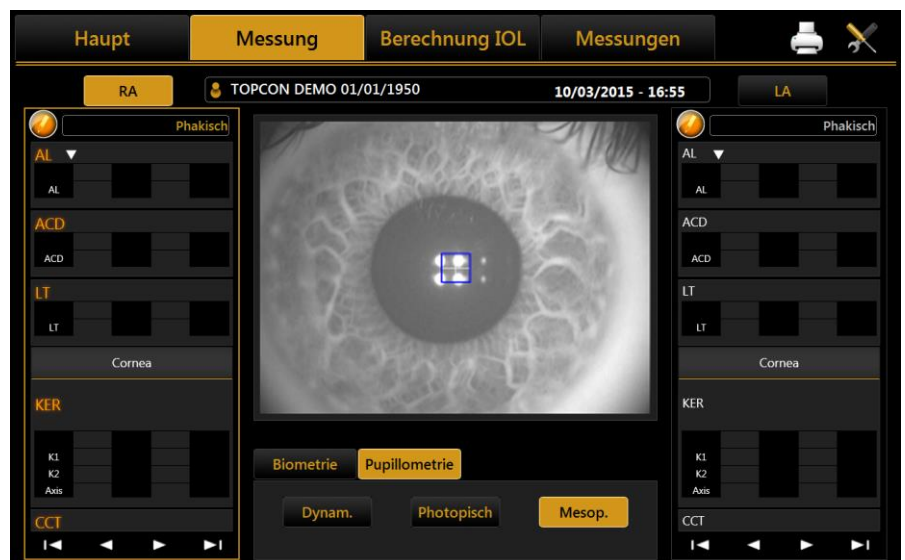 Haupt Messung Berechnung IOL Messungen
RA TOPCON DEMO 01/01/1950 10/03/2015 - 16:55 LA
Phakisch
AL
AL
ACD
ACD
LT
LT
Cornea
KER
K1
K2
Axis
CCT
Biometrie Pupillometrie
Dynam. Photopisch Mesop.
Phakisch
AL
AL
ACD
ACD
LT
LT
Cornea
KER
K1
K2
Axis
CCT